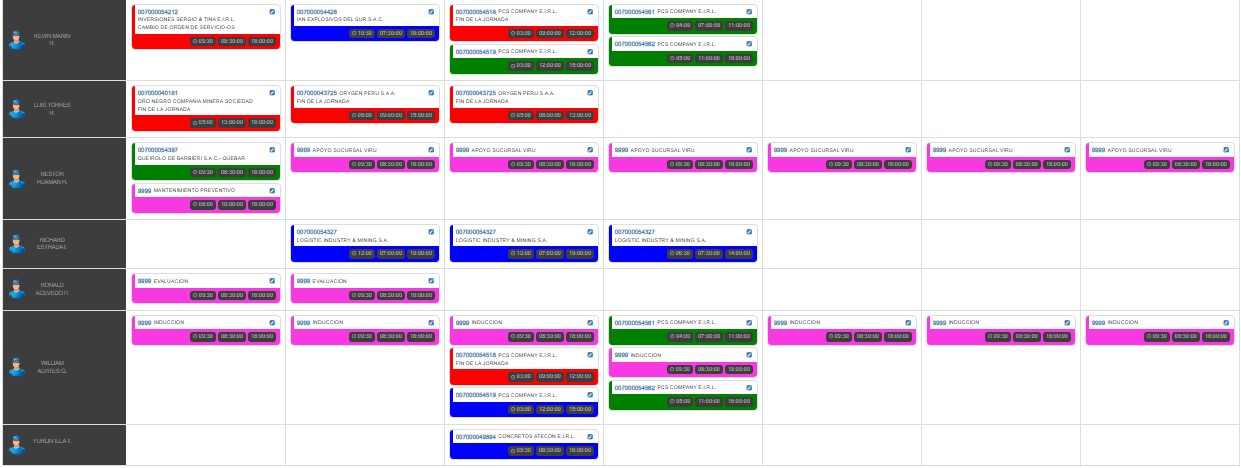 KEVIN MARIN
R.
007000054212
INVERSIONES SERGIO & TINA E.I.R.L.
CAMBIO DE ORDEN DE SERVICIO-OS
09:30 08:30:00 18:00:00
007000054428
IAN EXPLOSIVOS DEL SUR S.A.C.
10:30 07:30:00 18:00:00
007000054518 PCS COMPANY E.I.R.L.
FIN DE LA JORNADA
03:00 09:00:00 12:00:00
007000054519 PCS COMPANY E.I.R.L.
03:00 12:00:00 15:00:00
007000054561 PCS COMPANY E.I.R.L.
04:00 07:00:00 11:00:00
007000054562 PCS COMPANY E.I.R.L.
05:00 11:00:00 16:00:00
LUIS TORRES
R.
007000040181
ORO NEGRO COMPAÑIA MINERA SOCIEDAD
FIN DE LA JORNADA
05:00 13:00:00 18:00:00
007000043725 ORYGEN PERU S.A.A.
FIN DE LA JORNADA
06:00 09:00:00 15:00:00
007000043725 ORYGEN PERU S.A.A.
FIN DE LA JORNADA
05:00 08:00:00 13:00:00
NESTOR
HUAMAN H.
007000054397
QUEIROLO DE BARBIERI S.A.C.- QUEBAR
09:30 08:30:00 18:00:00
9999 MANTENIMIENTO PREVENTIVO
08:00 10:00:00 18:00:00
9999 APOYO SUCURSAL VIRU
09:30 08:30:00 18:00:00
9999 APOYO SUCURSAL VIRU
09:30 08:30:00 18:00:00
9999 APOYO SUCURSAL VIRU
09:30 08:30:00 18:00:00
9999 APOYO SUCURSAL VIRU
09:30 08:30:00 18:00:00
9999 APOYO SUCURSAL VIRU
09:30 08:30:00 18:00:00
9999 APOYO SUCURSAL VIRU
09:30 08:30:00 18:00:00
RICHARD
ESTRADA I.
007000054327
LOGISTIC INDUSTRY & MINING S.A.
12:00 07:00:00 19:00:00
007000054327
LOGISTIC INDUSTRY & MINING S.A.
12:00 07:00:00 19:00:00
007000054327
LOGISTIC INDUSTRY & MINING S.A.
06:30 07:30:00 14:00:00
RONALD
ACEVEDO P.
9999 EVALUACION
09:30 08:30:00 18:00:00
9999 EVALUACION
09:30 08:30:00 18:00:00
WILLIAM
ALVITES G.
9999 INDUCCION
09:30 08:30:00 18:00:00
9999 INDUCCION
09:30 08:30:00 18:00:00
9999 INDUCCION
09:30 08:30:00 18:00:00
007000054518 PCS COMPANY E.I.R.L.
FIN DE LA JORNADA
03:00 09:00:00 12:00:00
007000054519 PCS COMPANY E.I.R.L.
03:00 12:00:00 15:00:00
007000054561 PCS COMPANY E.I.R.L.
04:00 07:00:00 11:00:00
9999 INDUCCION
09:30 08:30:00 18:00:00
007000054562 PCS COMPANY E.I.R.L.
05:00 11:00:00 16:00:00
9999 INDUCCION
09:30 08:30:00 18:00:00
9999 INDUCCION
09:30 08:30:00 18:00:00
9999 INDUCCION
09:30 08:30:00 18:00:00
007000049894 CONCRETOS ATECON E.I.R.L.
09:30 08:30:00 18:00:00